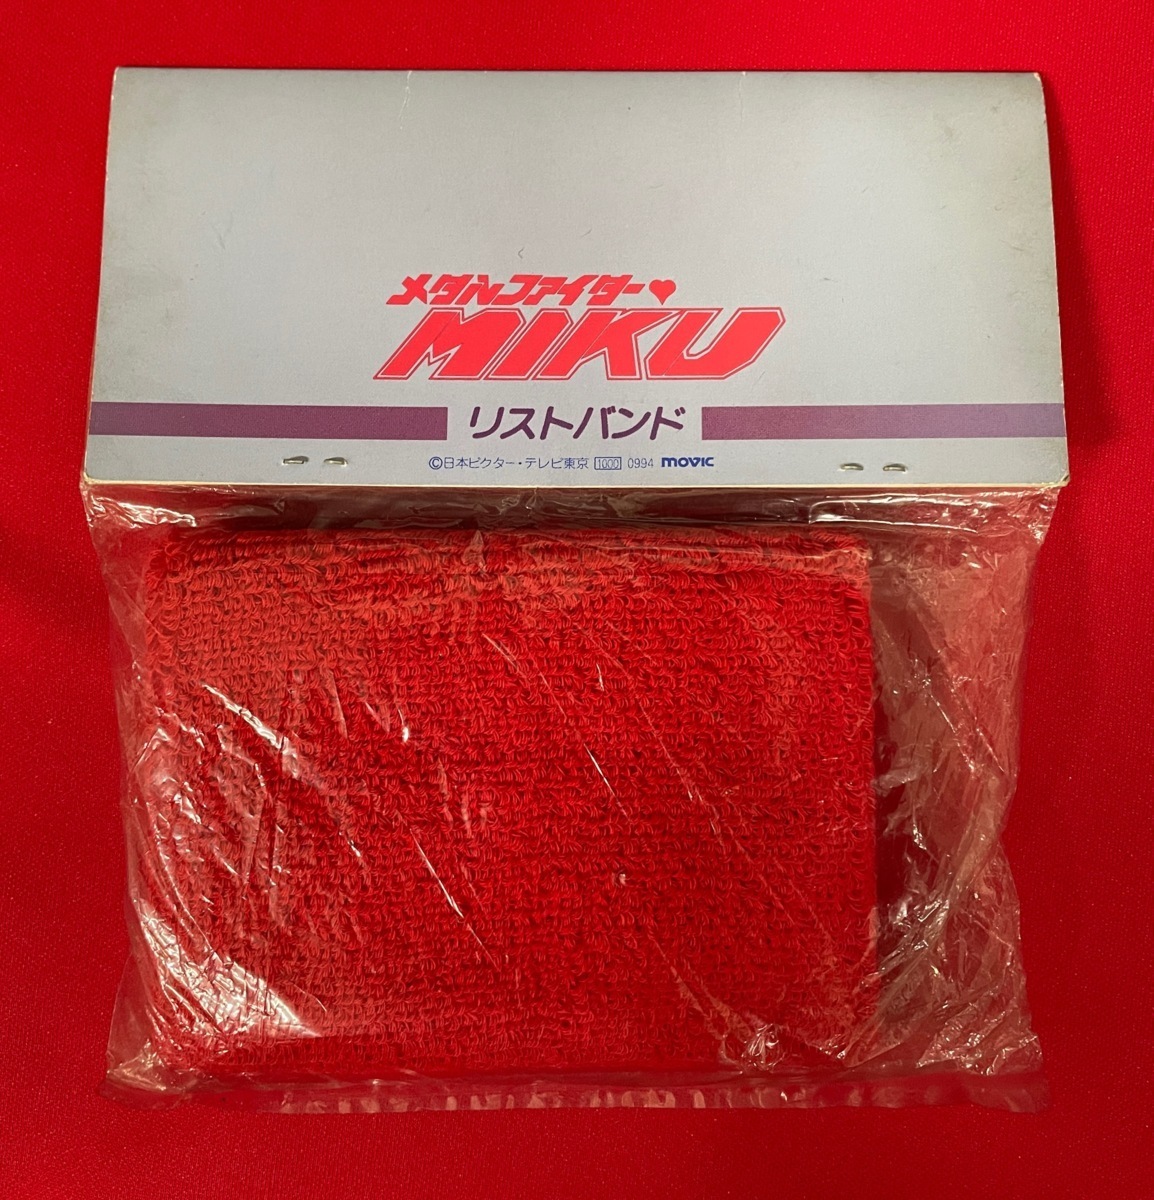 メタルファイター♥
MIKU
リストバンド
©日本ビクター・テレビ東京 1000 0994 movic